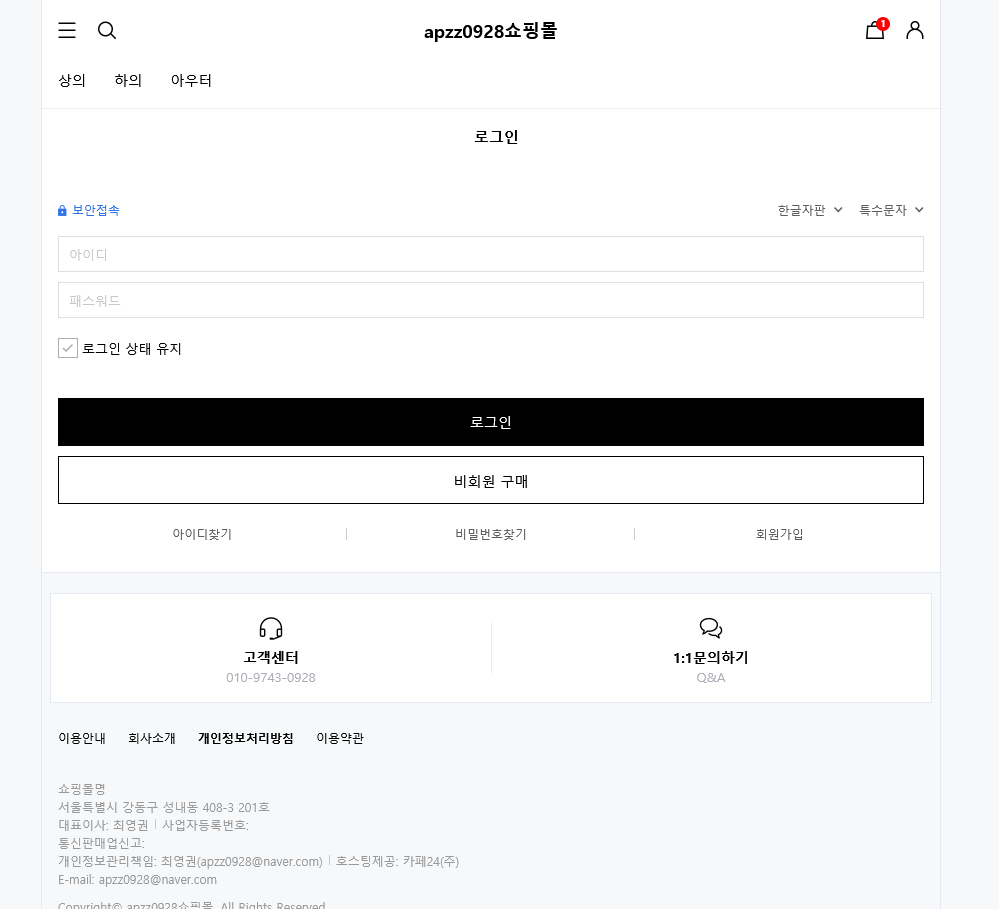 apzz0928쇼핑몰
1
상의 하의 아우터
로그인
보안접속 한글자판 특수문자
아이디
패스워드
로그인 상태 유지
로그인
비회원 구매
아이디찾기 비밀번호찾기 회원가입
고객센터 1:1문의하기
010-9743-0928 Q&A
이용안내 회사소개 개인정보처리방침 이용약관
쇼핑몰명
서울특별시 강동구 성내동 408-3 201호
대표이사: 최영권 사업자등록번호:
통신판매업신고:
개인정보관리책임: 최영권(apzz0928@naver.com) 호스팅제공: 카페24(주)
E-mail: apzz0928@naver.com
Copyright© apzz0928쇼핑몰. All Rights Reserved.